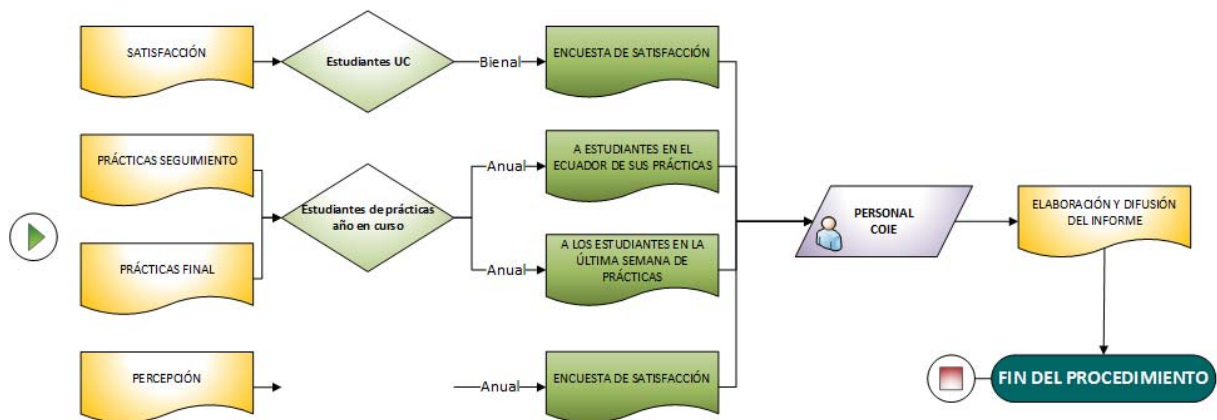 SATISFACCIÓN
Estudiantes UC
Bienal
ENCUESTA DE SATISFACCIÓN
PRÁCTICAS SEGUIMIENTO
PRÁCTICAS FINAL
Estudiantes de prácticas
año en curso
Anual
A ESTUDIANTES EN EL
ECUADOR DE SUS PRÁCTICAS
Anual
A LOS ESTUDIANTES EN LA
ÚLTIMA SEMANA DE
PRÁCTICAS
PERCEPCIÓN
Anual
ENCUESTA DE SATISFACCIÓN
PERSONAL
COIE
ELABORACIÓN Y DIFUSIÓN
DEL INFORME
FIN DEL PROCEDIMIENTO